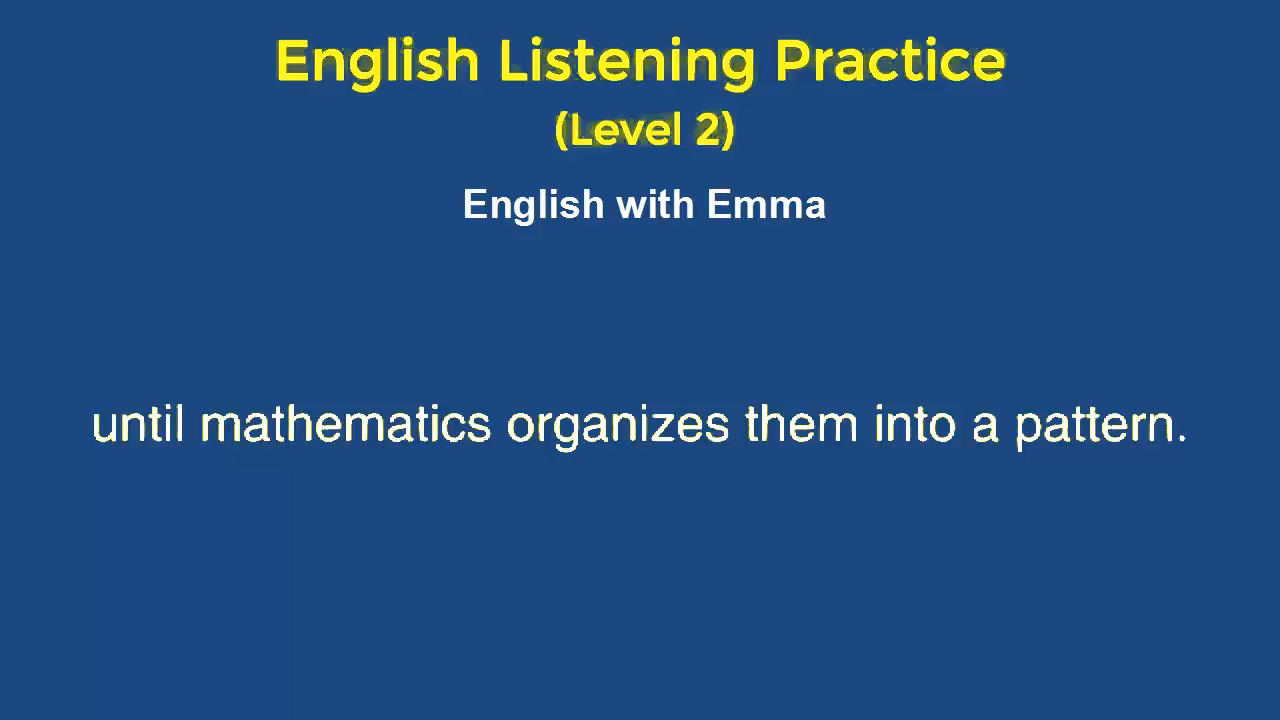 English Listening Practice
(Level 2)
English with Emma
until mathematics organizes them into a pattern.